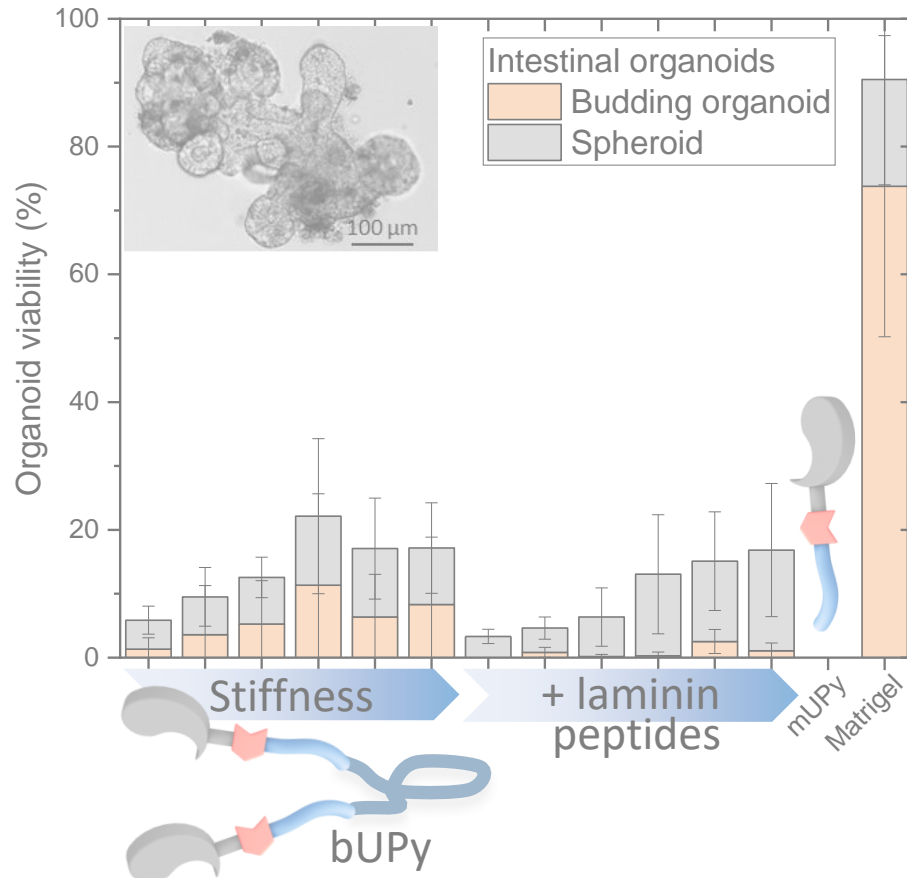 100
80
60
40
20
0
Organoid viability (%)
100 µm
Intestinal organoids
Budding organoid
Spheroid
Stiffness
+ laminin
peptides
mUPy
Matrigel
bUPy